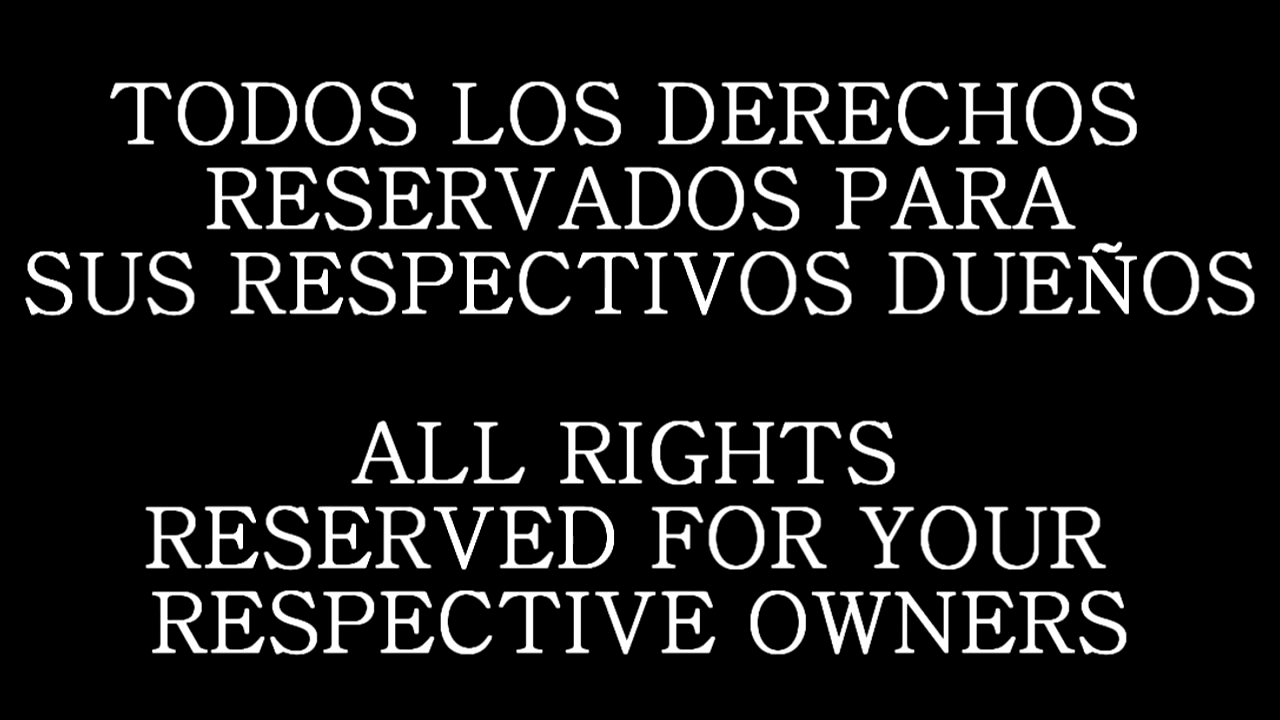 TODOS LOS DERECHOS
RESERVADOS PARA
SUS RESPECTIVOS DUEÑOS
ALL RIGHTS
RESERVED FOR YOUR
RESPECTIVE OWNERS